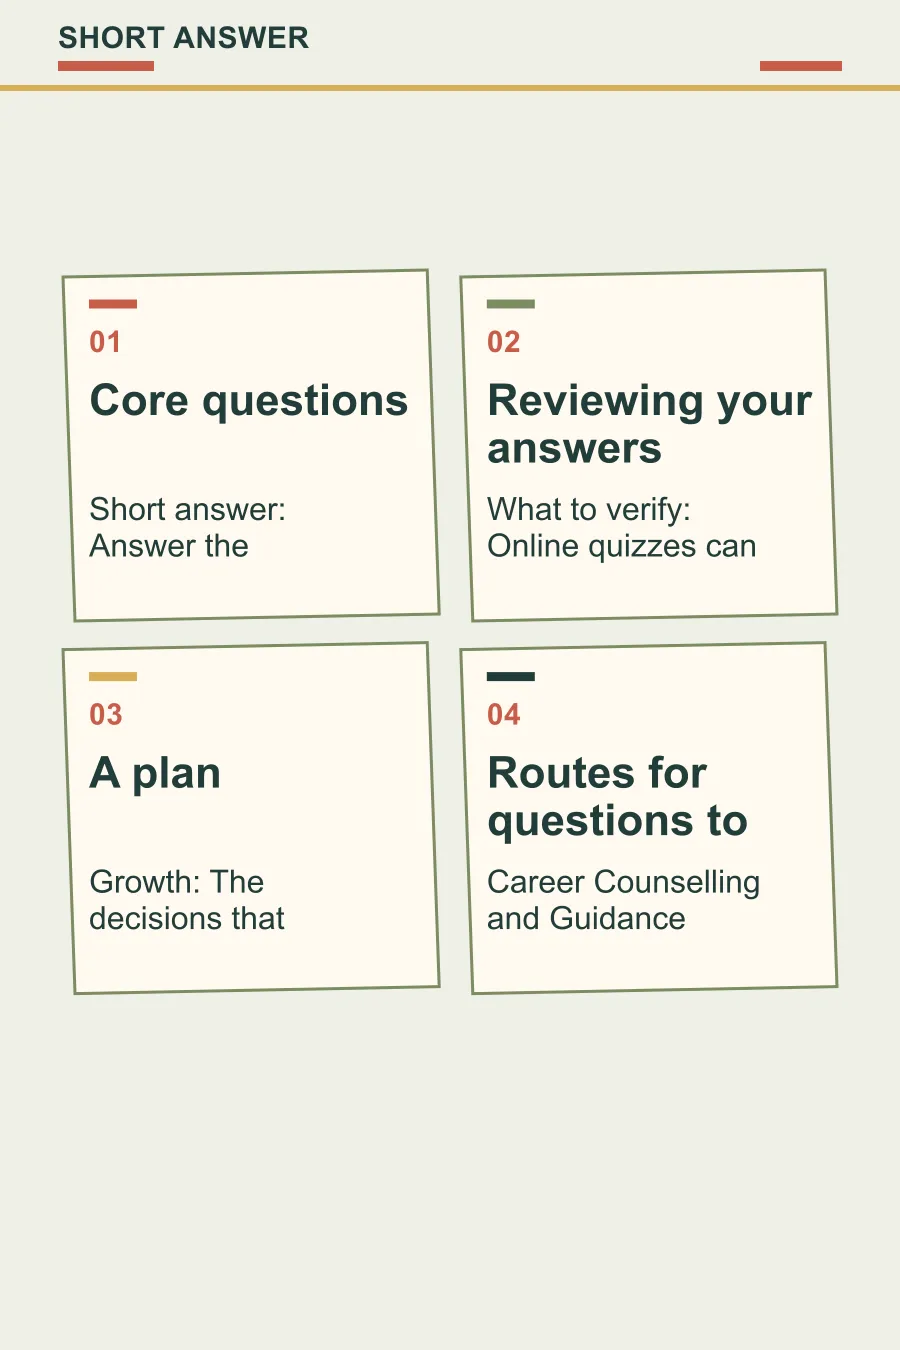 SHORT ANSWER
01
Core questions
Short answer:
Answer the
02
Reviewing your
answers
What to verify:
Online quizzes can
03
A plan
Growth: The
decisions that
04
Routes for
questions to
Career Counselling
and Guidance